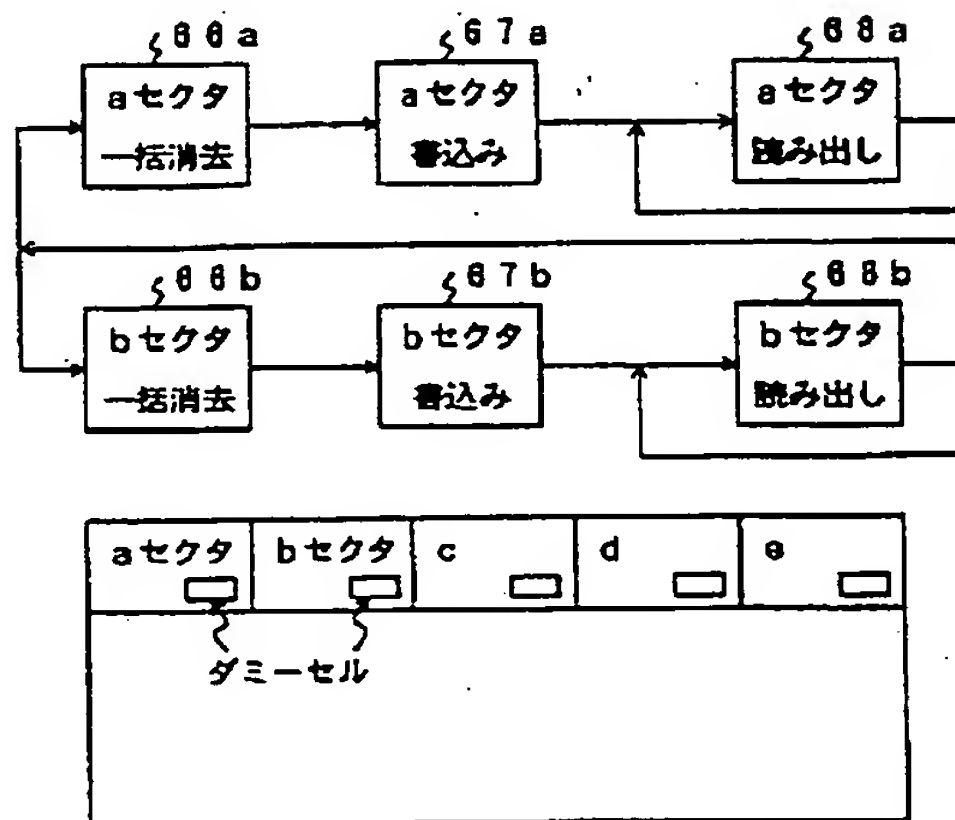 66a 67a 68a
aセクタ aセクタ aセクタ
一括消去 書込み 読み出し
66b 67b 68b
bセクタ bセクタ bセクタ
一括消去 書込み 読み出し
aセクタ bセクタ c d e
ダミーセル